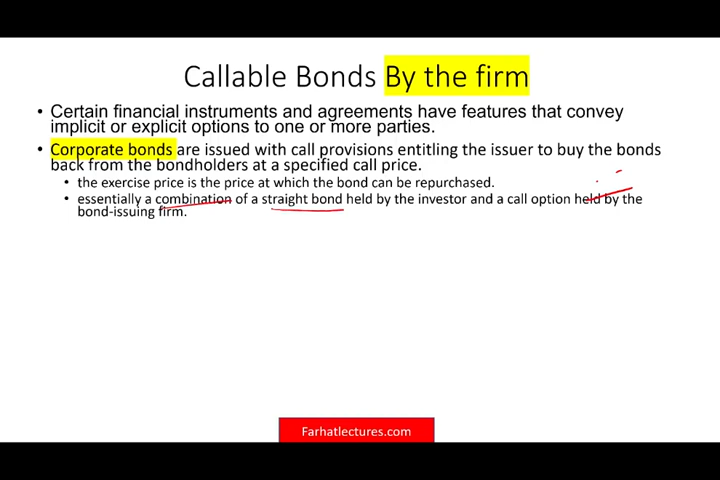 Callable Bonds By the firm
• Certain financial instruments and agreements have features that convey
implicit or explicit options to one or more parties.
• Corporate bonds are issued with call provisions entitling the issuer to buy the bonds
back from the bondholders at a specified call price.
• the exercise price is the price at which the bond can be repurchased.
• essentially a combination of a straight bond held by the investor and a call option held by the
bond-issuing firm.
Farhatlectures.com